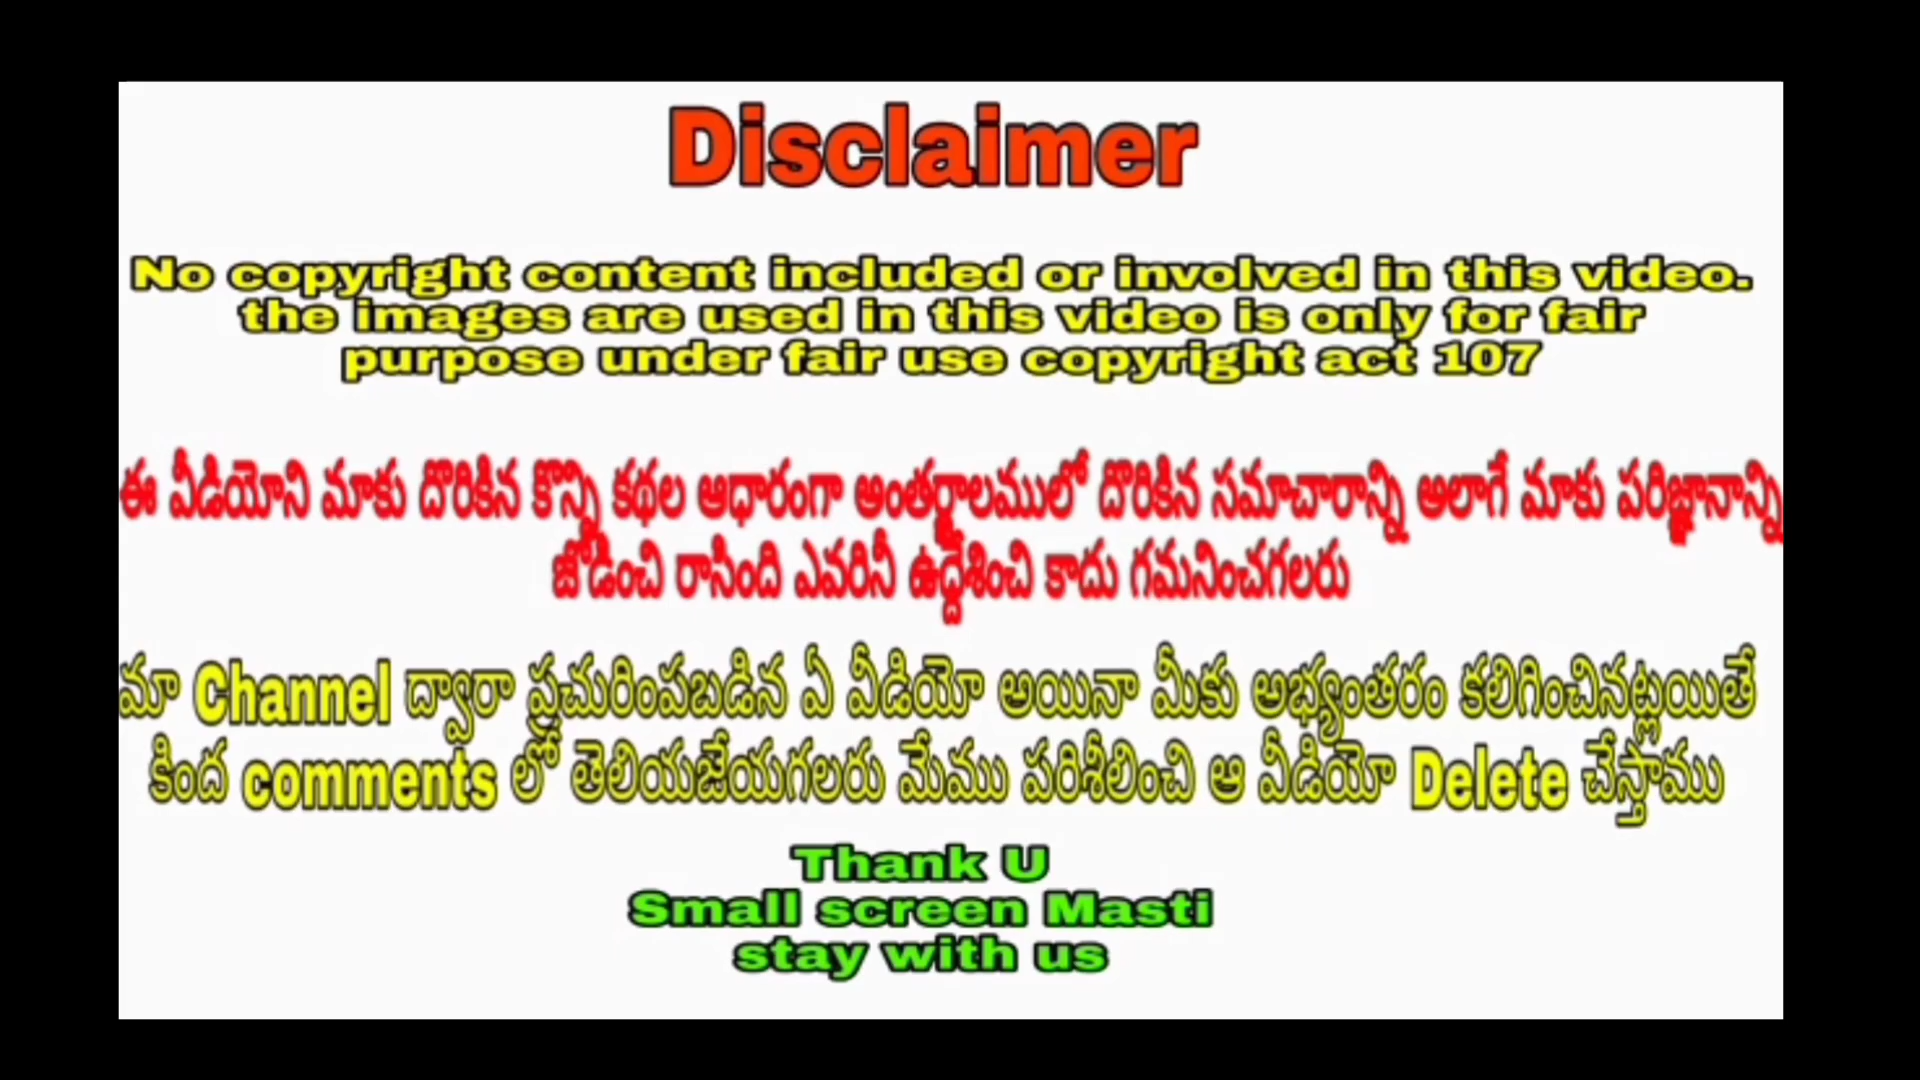 Disclaimer
No copyright content included or involved in this video.
the images are used in this video is only for fair
purpose under fair use copyright act 107
ఈ వీడియోని మాకు దొరికిన కొన్ని కథల ఆధారంగా అంతర్జాలములో దొరికిన సమాచారాన్ని అలాగే మాకు పరిజ్ఞానాన్ని
జోడించి రాసింది ఎవరినీ ఉద్దేశించి కాదు గమనించగలరు
మా Channel ద్వారా ప్రచురింపబడిన ఏ వీడియో అయినా మీకు అభ్యంతరం కలిగించినట్లయితే
కింద comments లో తెలియజేయగలరు మేము పరిశీలించి ఆ వీడియో Delete చేస్తాము
Thank U
Small screen Masti
stay with us